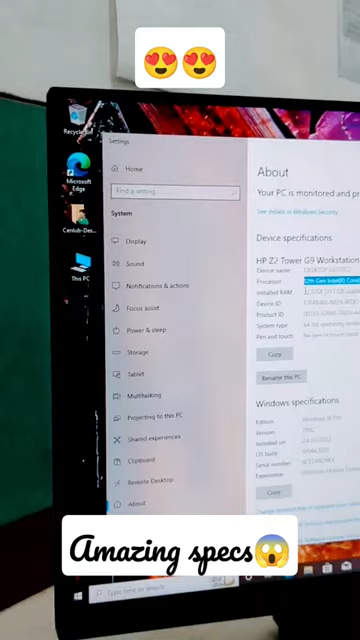 😍😍
Recycle Bin
Settings
Home
About
Find a setting
Your PC is monitored and pr
Microsoft
Edge
See details in Windows Security
System
Device specifications
Display
HP Z2 Tower G9 Workstation
Sound
Device name
Processor
12th Gen Intel(R) Core
This PC
Notifications & actions
Installed RAM
Device ID
Focus assist
Product ID
System type
Power & sleep
Pen and touch
Storage
Copy
Tablet
Rename this PC
Multitasking
Windows specifications
Projecting to this PC
Edition
Version
Shared experiences
Installed on
OS build
Clipboard
Serial number
Experience
Remote Desktop
Copy
About
Amazing specs😱
Type here to search